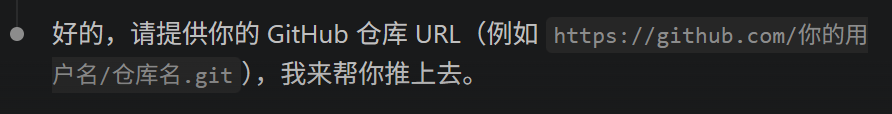 好的，请提供你的 GitHub 仓库 URL（例如 https://github.com/你的用
户名/仓库名.git），我来帮你推上去。